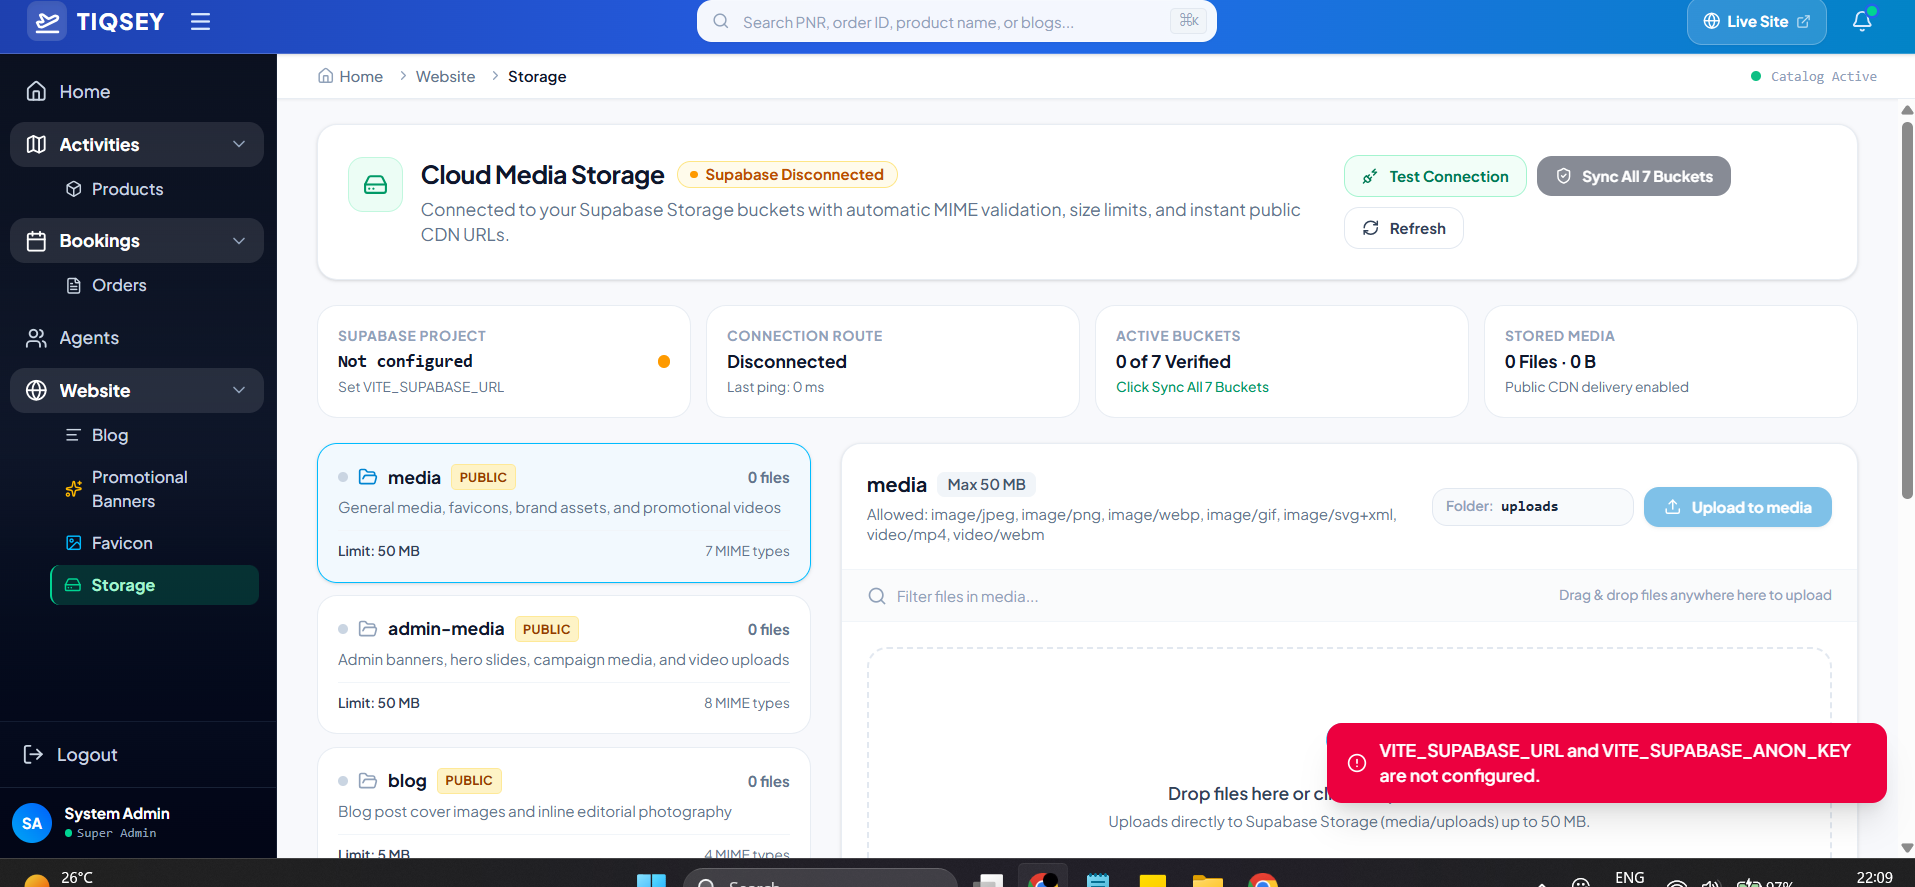 TIQSEY
Search PNR, order ID, product name, or blogs...
⌘K
Live Site
Home
Activities
Products
Bookings
Orders
Agents
Website
Blog
Promotional
Banners
Favicon
Storage
Logout
SA
System Admin
Super Admin
Home > Website > Storage
Catalog Active
Cloud Media Storage
Supabase Disconnected
Connected to your Supabase Storage buckets with automatic MIME validation, size limits, and instant public
CDN URLs.
Test Connection
Sync All 7 Buckets
Refresh
SUPABASE PROJECT
Not configured
Set VITE_SUPABASE_URL
CONNECTION ROUTE
Disconnected
Last ping: 0 ms
ACTIVE BUCKETS
0 of 7 Verified
Click Sync All 7 Buckets
STORED MEDIA
0 Files · 0 B
Public CDN delivery enabled
media PUBLIC 0 files
General media, favicons, brand assets, and promotional videos
Limit: 50 MB 7 MIME types
admin-media PUBLIC 0 files
Admin banners, hero slides, campaign media, and video uploads
Limit: 50 MB 8 MIME types
blog PUBLIC 0 files
Blog post cover images and inline editorial photography
Limit: 5 MB 4 MIME types
media Max 50 MB
Allowed: image/jpeg, image/png, image/webp, image/gif, image/svg+xml,
video/mp4, video/webm
Folder: uploads
Upload to media
Filter files in media...
Drag & drop files anywhere here to upload
Drop files here or cl
Uploads directly to Supabase Storage (media/uploads) up to 50 MB.
VITE_SUPABASE_URL and VITE_SUPABASE_ANON_KEY
are not configured.
26°C
Search
ENG
97%
22:09